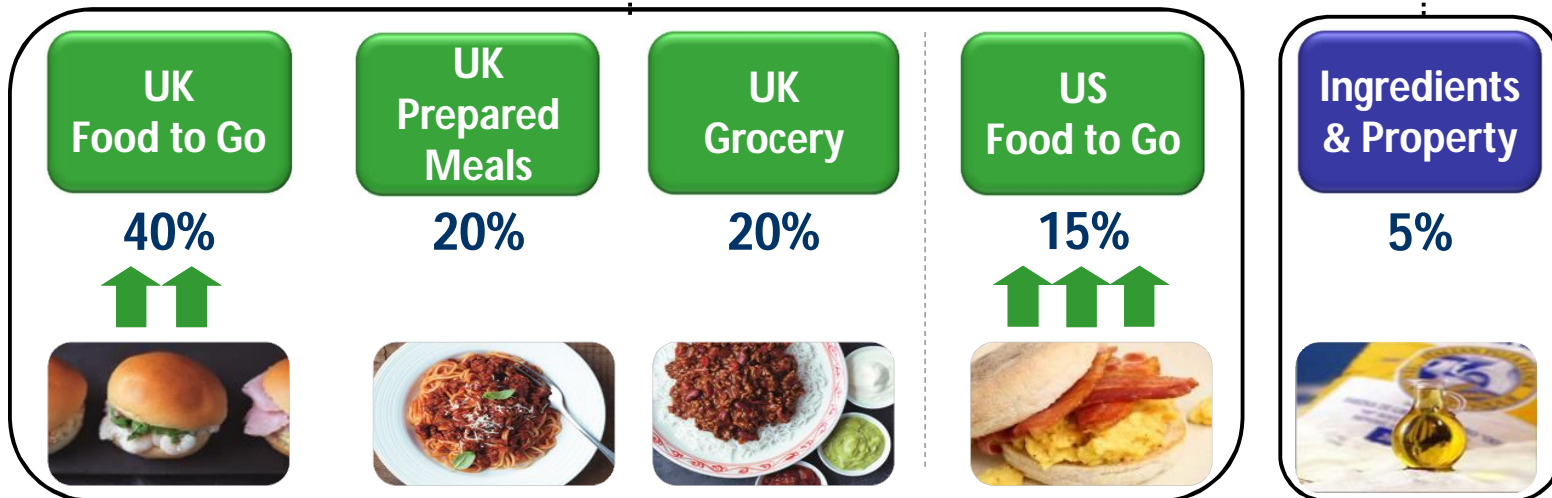 UK
Food to Go
UK
Prepared
Meals
UK
Grocery
US
Food to Go
Ingredients
& Property
40%
20%
20%
15%
5%